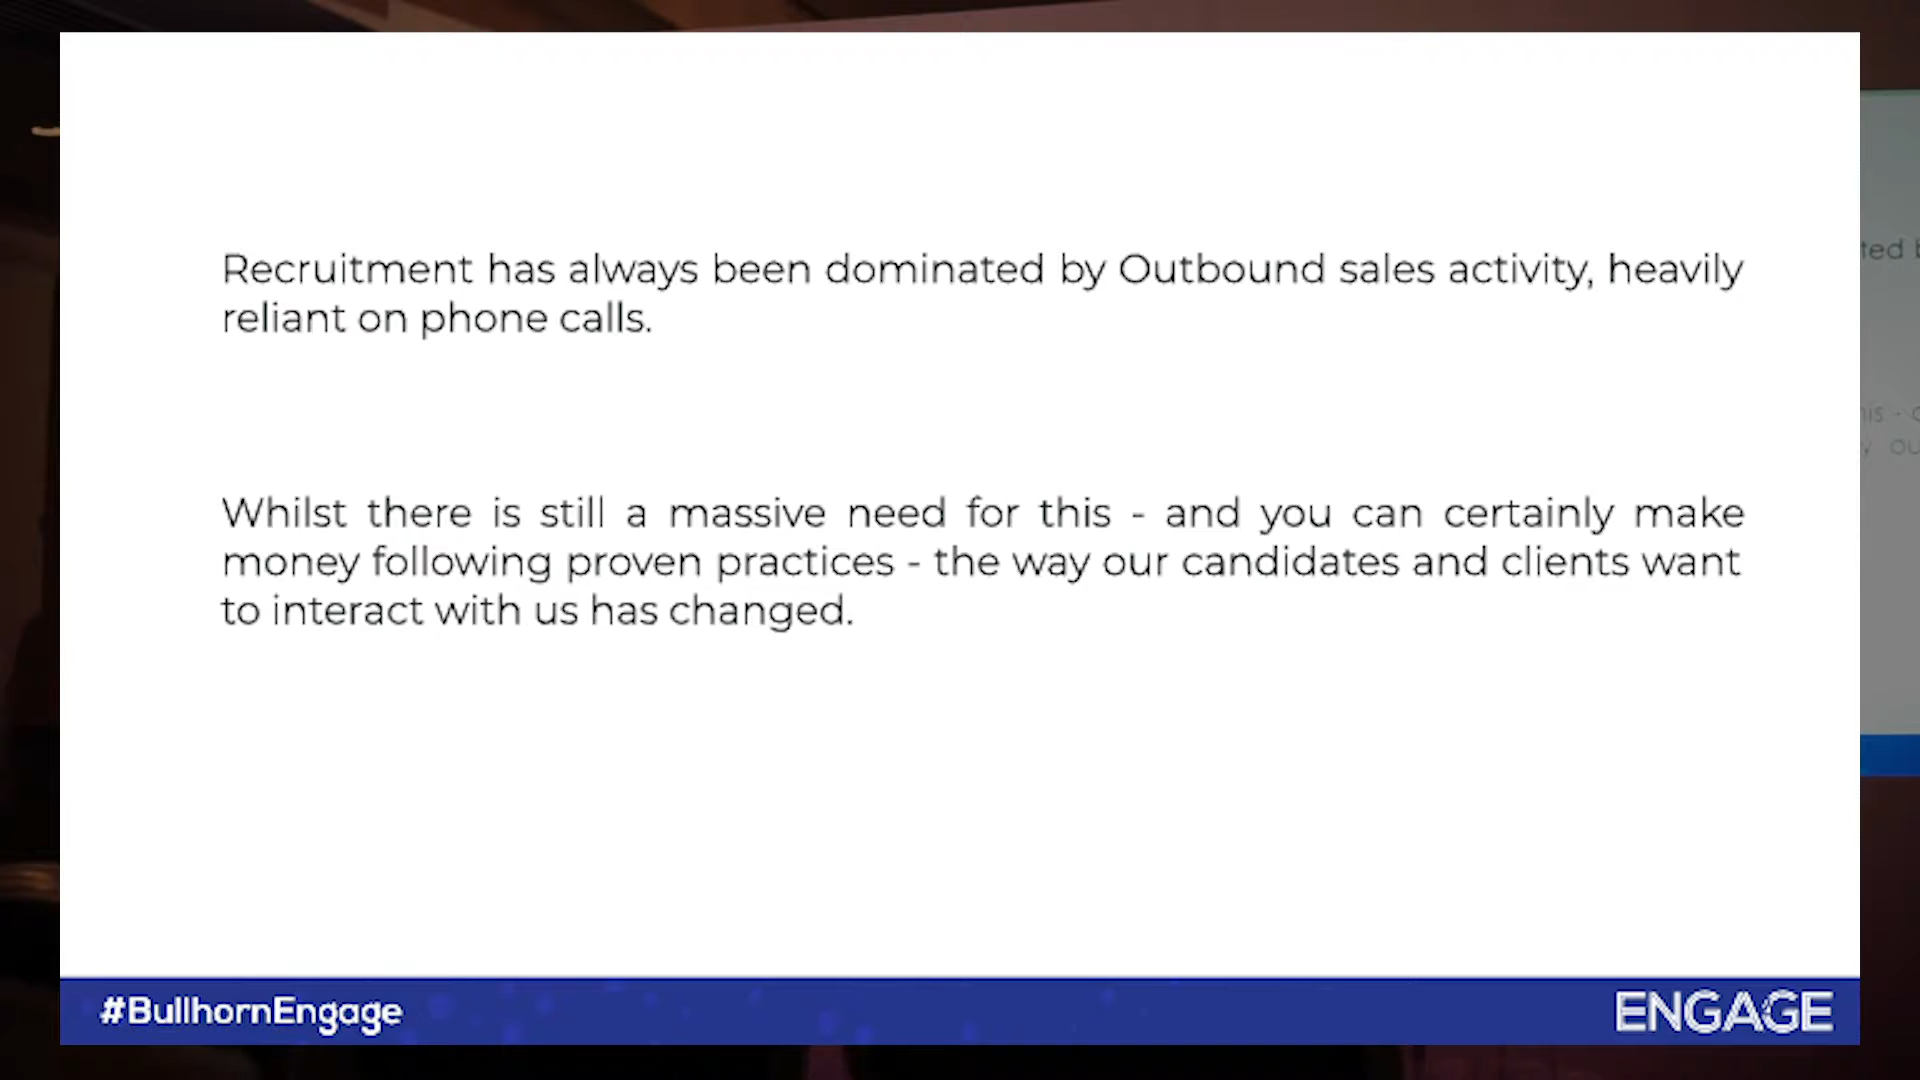 Recruitment has always been dominated by Outbound sales activity, heavily
reliant on phone calls.
Whilst there is still a massive need for this - and you can certainly make
money following proven practices - the way our candidates and clients want
to interact with us has changed.
#BullhornEngage
ENGAGE